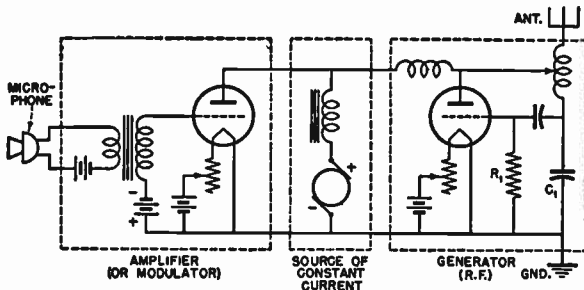 ANT.
MICRO-
PHONE
R1
C1
-
+
+
-
AMPLIFIER
(OR MODULATOR)
SOURCE OF
CONSTANT
CURRENT
GENERATOR
(R.F.)
GND.